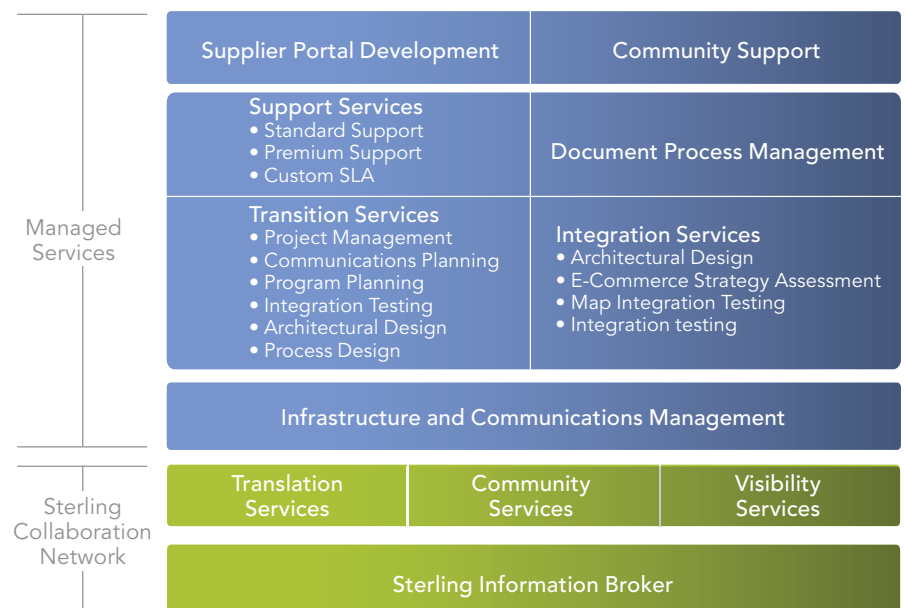 Supplier Portal Development
Community Support
Support Services
• Standard Support
• Premium Support
• Custom SLA
Document Process Management
Managed
Services
Transition Services
• Project Management
• Communications Planning
• Program Planning
• Integration Testing
• Architectural Design
• Process Design
Integration Services
• Architectural Design
• E-Commerce Strategy Assessment
• Map Integration Testing
• Integration testing
Infrastructure and Communications Management
Sterling
Collaboration
Network
Translation
Services
Community
Services
Visibility
Services
Sterling Information Broker